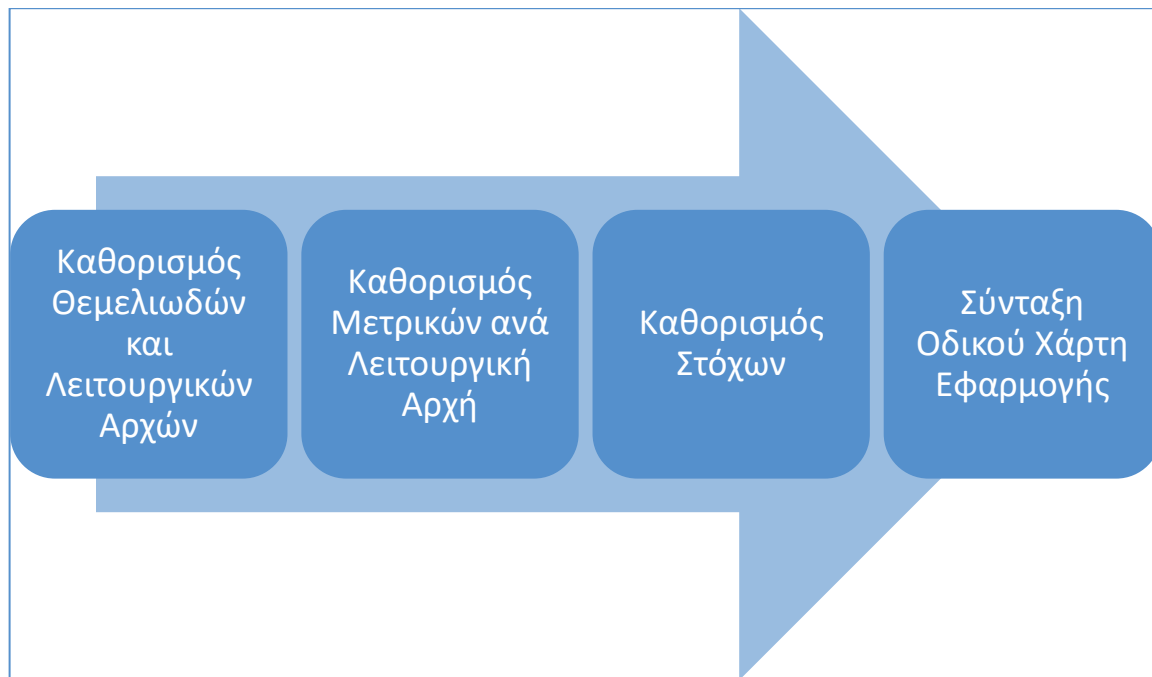 Καθορισμός
Θεμελιωδών
και
Λειτουργικών
Αρχών
Καθορισμός
Μετρικών ανά
Λειτουργική
Αρχή
Καθορισμός
Στόχων
Σύνταξη
Οδικού Χάρτη
Εφαρμογής